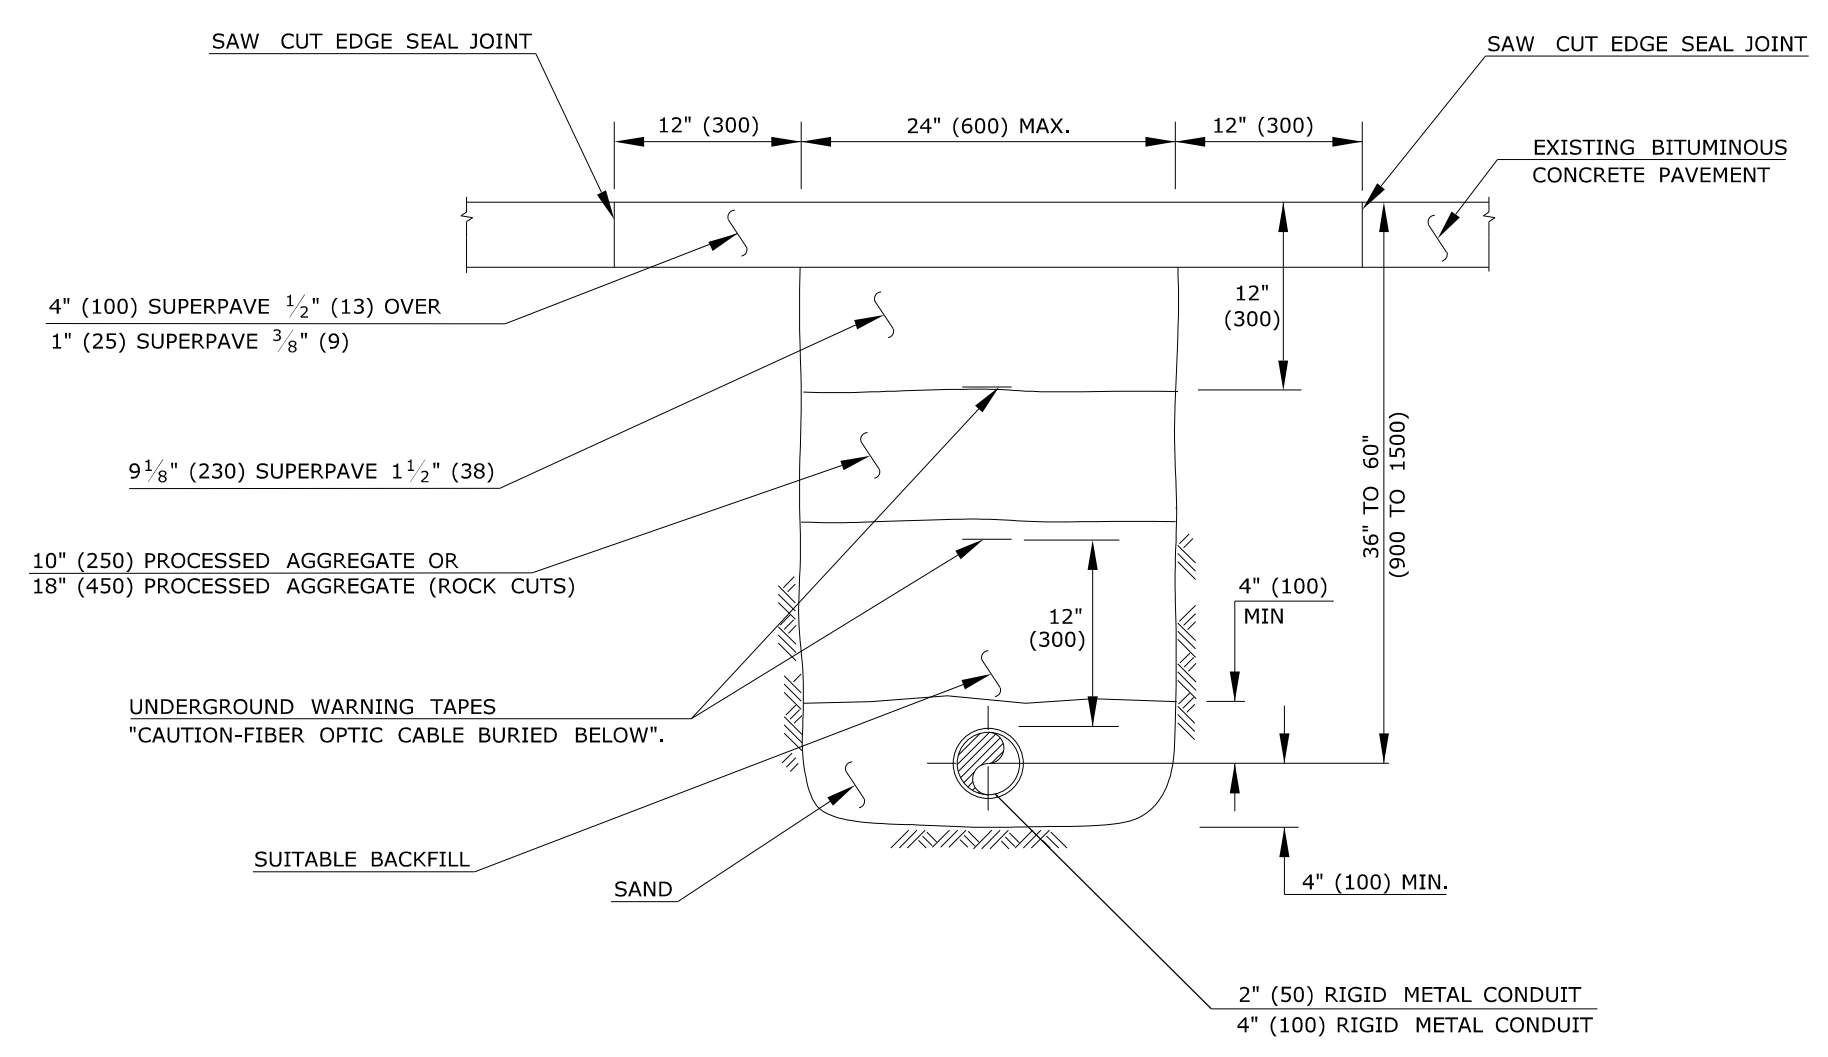 SAW CUT EDGE SEAL JOINT
SAW CUT EDGE SEAL JOINT
12" (300)
24" (600) MAX.
12" (300)
EXISTING BITUMINOUS
CONCRETE PAVEMENT
4" (100) SUPERPAVE ½" (13) OVER
1" (25) SUPERPAVE ⅜" (9)
12"
(300)
9⅛" (230) SUPERPAVE 1½" (38)
36" TO 60"
(900 TO 1500)
10" (250) PROCESSED AGGREGATE OR
18" (450) PROCESSED AGGREGATE (ROCK CUTS)
4" (100)
MIN
12"
(300)
UNDERGROUND WARNING TAPES
"CAUTION-FIBER OPTIC CABLE BURIED BELOW".
SUITABLE BACKFILL
SAND
4" (100) MIN.
2" (50) RIGID METAL CONDUIT
4" (100) RIGID METAL CONDUIT